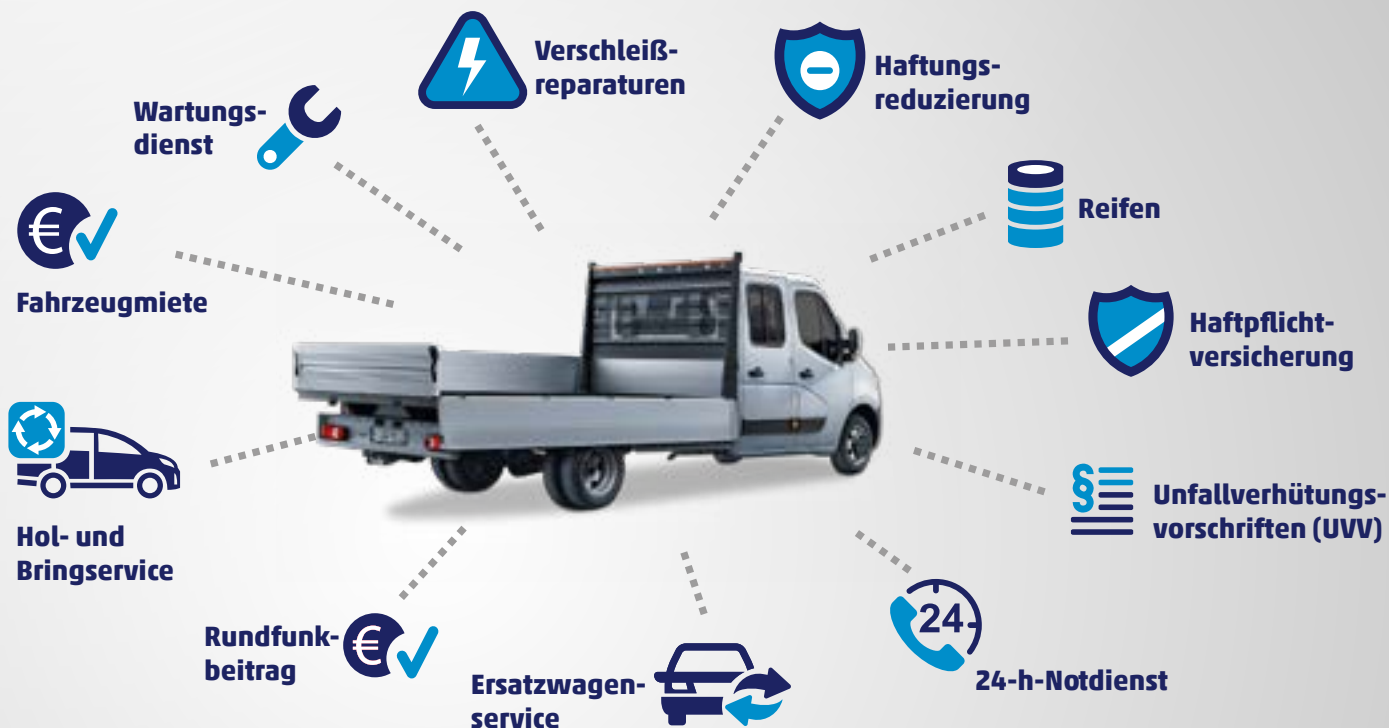 Verschleiß-
reparaturen
Haftungs-
reduzierung
Wartungs-
dienst
Reifen
€
Fahrzeugmiete
Haftpflicht-
versicherung
§
Unfallverhütungs-
vorschriften (UVV)
Hol- und
Bringservice
24
24-h-Notdienst
Rundfunk-
beitrag
€
Ersatzwagen-
service